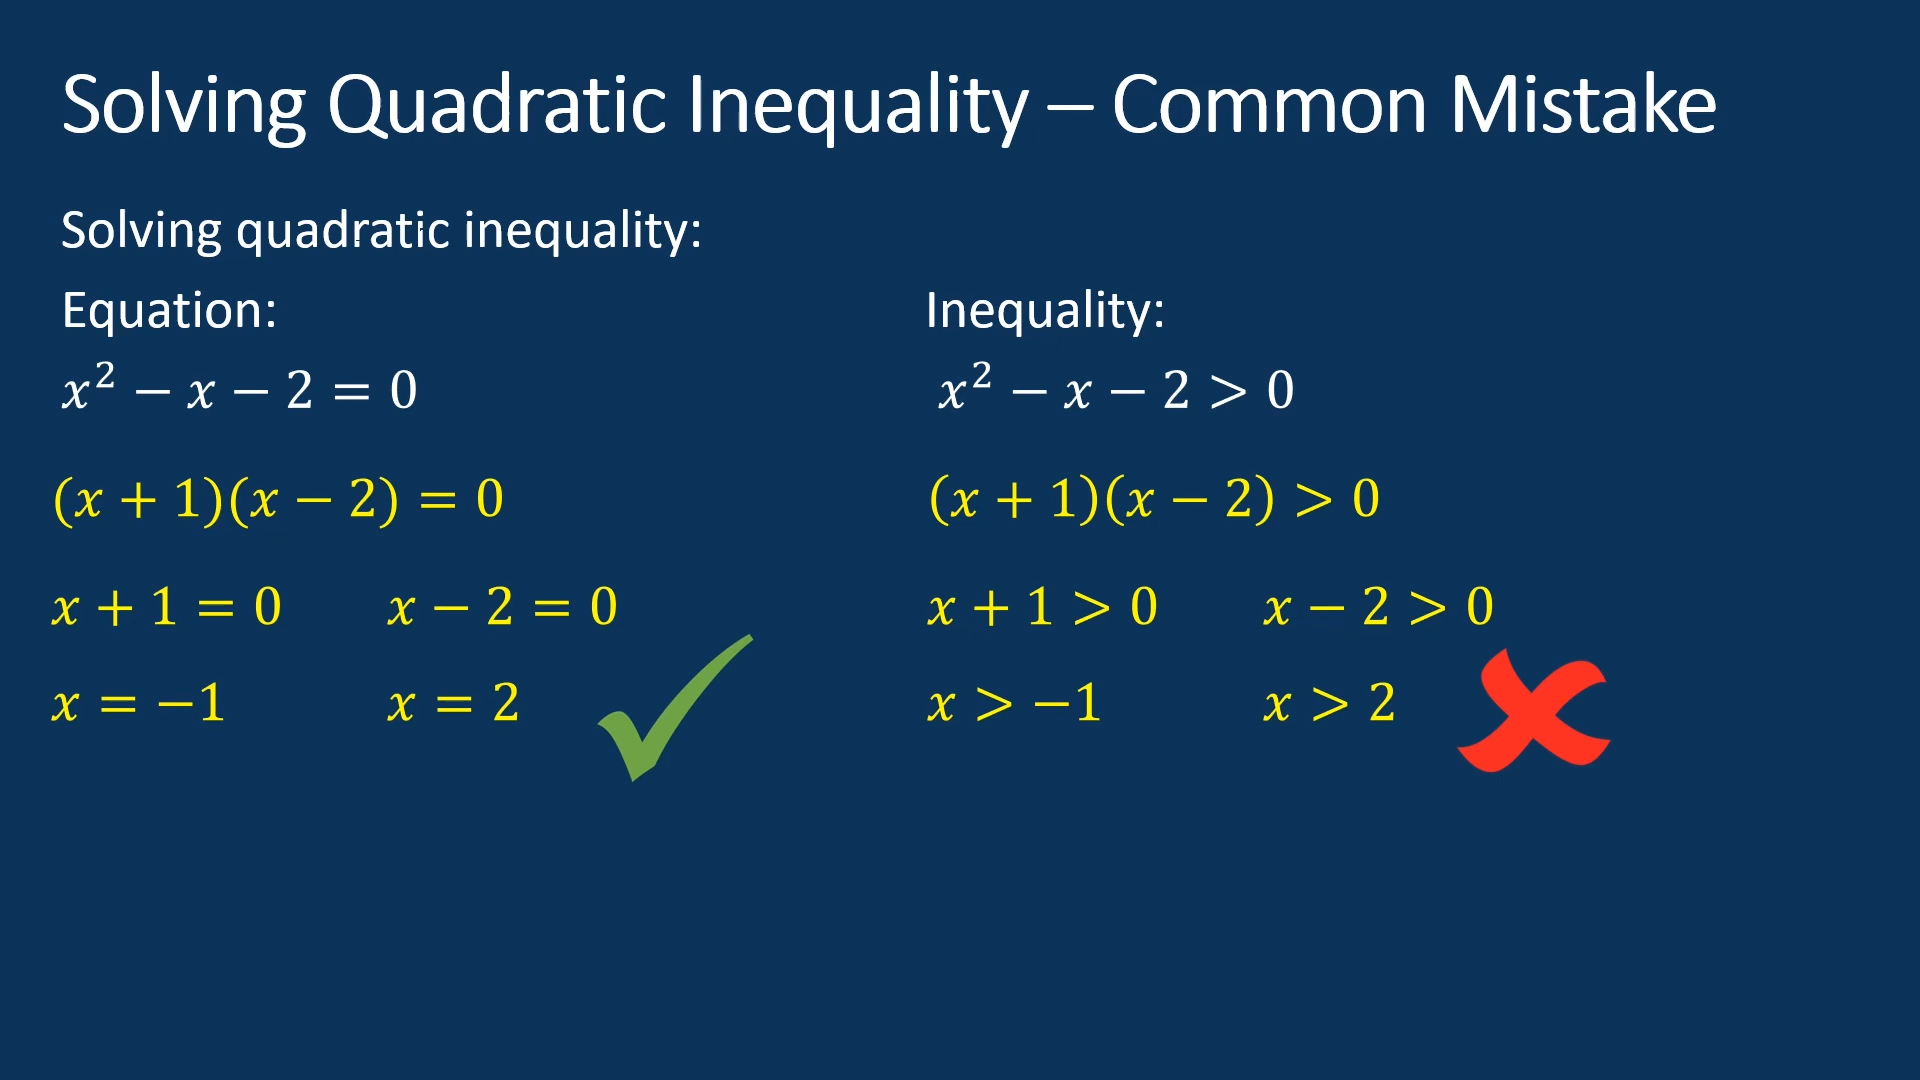 Solving Quadratic Inequality – Common Mistake
Solving quadratic inequality:
Equation:
x² − x − 2 = 0
(x + 1)(x − 2) = 0
x + 1 = 0 x − 2 = 0
x = −1 x = 2
Inequality:
x² − x − 2 > 0
(x + 1)(x − 2) > 0
x + 1 > 0 x − 2 > 0
x > −1 x > 2